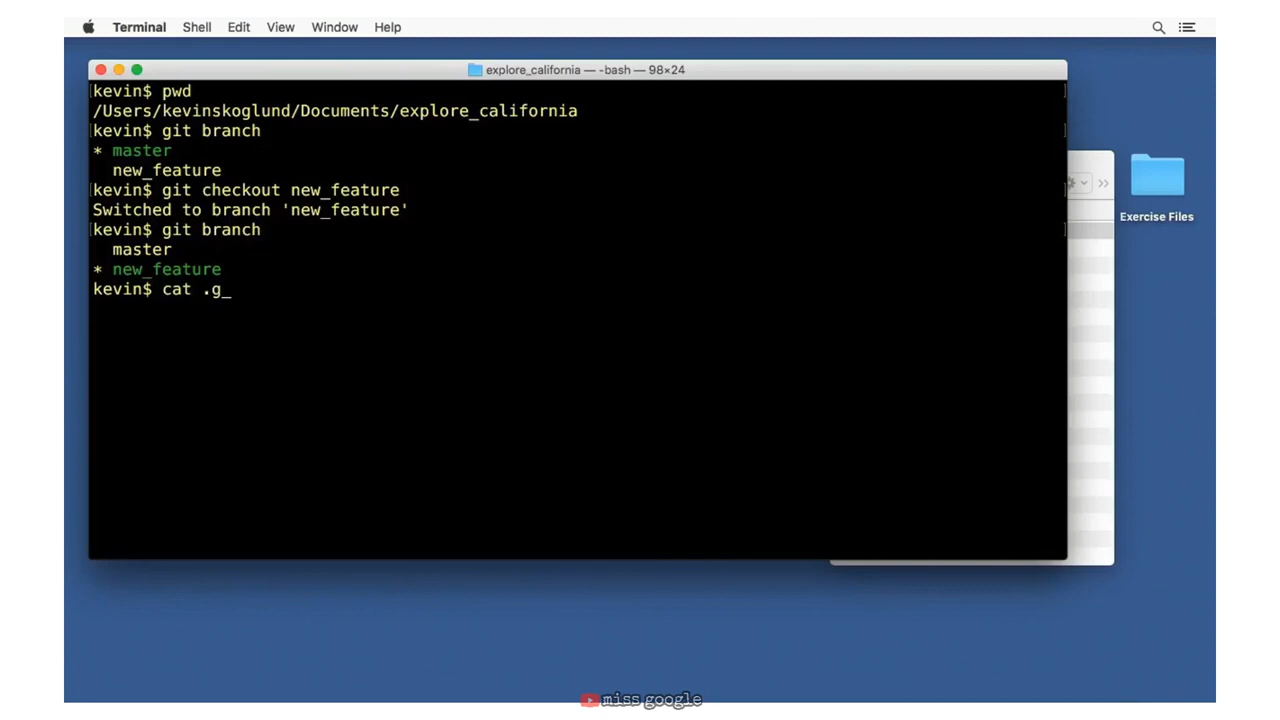 Terminal Shell Edit View Window Help
explore_california — -bash — 98×24
kevin$ pwd
/Users/kevinskoglund/Documents/explore_california
kevin$ git branch
* master
new_feature
kevin$ git checkout new_feature
Switched to branch 'new_feature'
kevin$ git branch
master
* new_feature
kevin$ cat .g_
Exercise Files
miss google